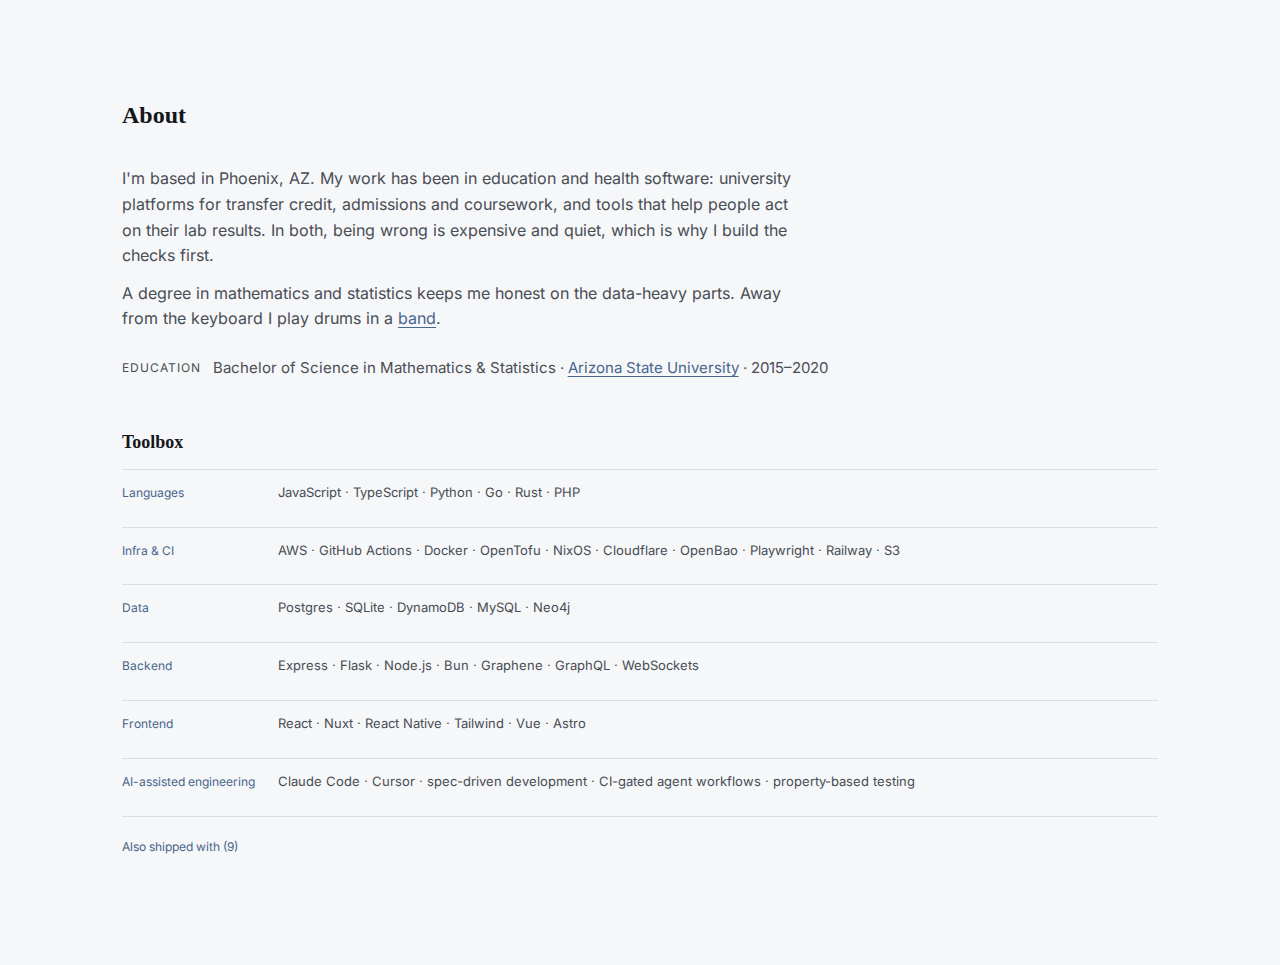 About
I'm based in Phoenix, AZ. My work has been in education and health software: university
platforms for transfer credit, admissions and coursework, and tools that help people act
on their lab results. In both, being wrong is expensive and quiet, which is why I build the
checks first.
A degree in mathematics and statistics keeps me honest on the data-heavy parts. Away
from the keyboard I play drums in a band.
EDUCATION Bachelor of Science in Mathematics & Statistics · Arizona State University · 2015–2020
Toolbox
Languages JavaScript · TypeScript · Python · Go · Rust · PHP
Infra & CI AWS · GitHub Actions · Docker · OpenTofu · NixOS · Cloudflare · OpenBao · Playwright · Railway · S3
Data Postgres · SQLite · DynamoDB · MySQL · Neo4j
Backend Express · Flask · Node.js · Bun · Graphene · GraphQL · WebSockets
Frontend React · Nuxt · React Native · Tailwind · Vue · Astro
AI-assisted engineering Claude Code · Cursor · spec-driven development · CI-gated agent workflows · property-based testing
Also shipped with (9)